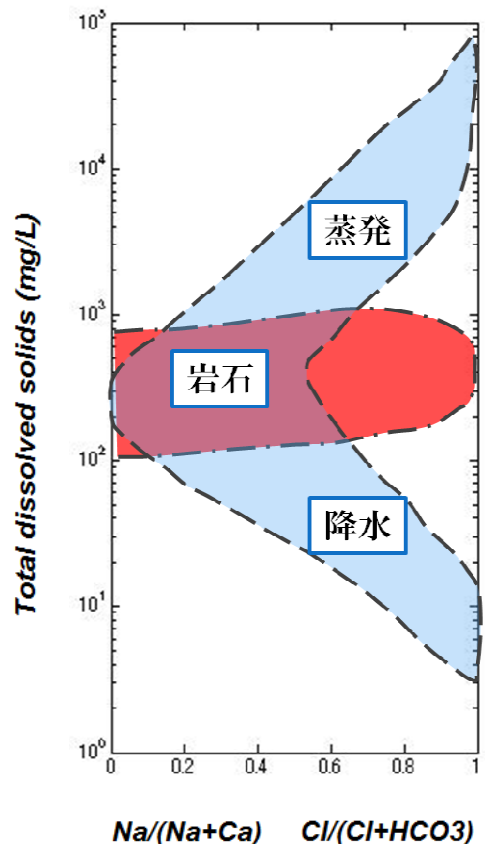 10⁵
10⁴
10³
10²
10¹
10⁰
Total dissolved solids (mg/L)
蒸発
岩石
降水
0 0.2 0.4 0.6 0.8 1
Na/(Na+Ca) Cl/(Cl+HCO3)